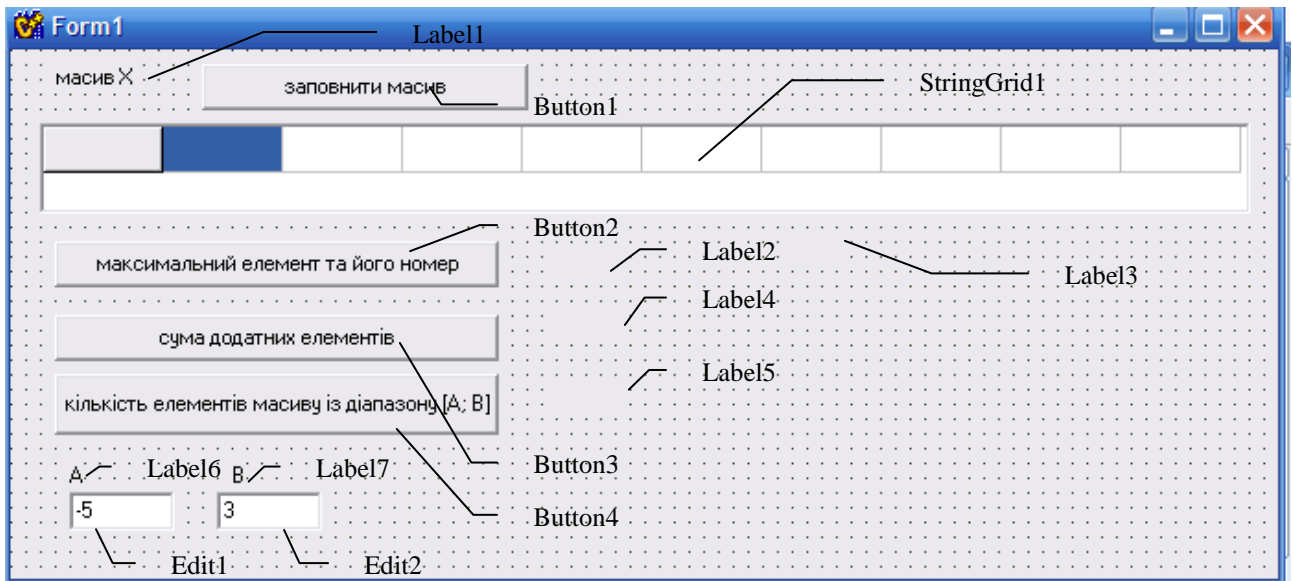 Form1
Label1
масив X
заповнити масив
StringGrid1
Button1
Button2
максимальний елемент та його номер
Label2
Label3
Label4
сума додатних елементів
Label5
кількість елементів масиву із діапазону [A; B]
Button3
A
Label6
B
Label7
-5
3
Button4
Edit1
Edit2